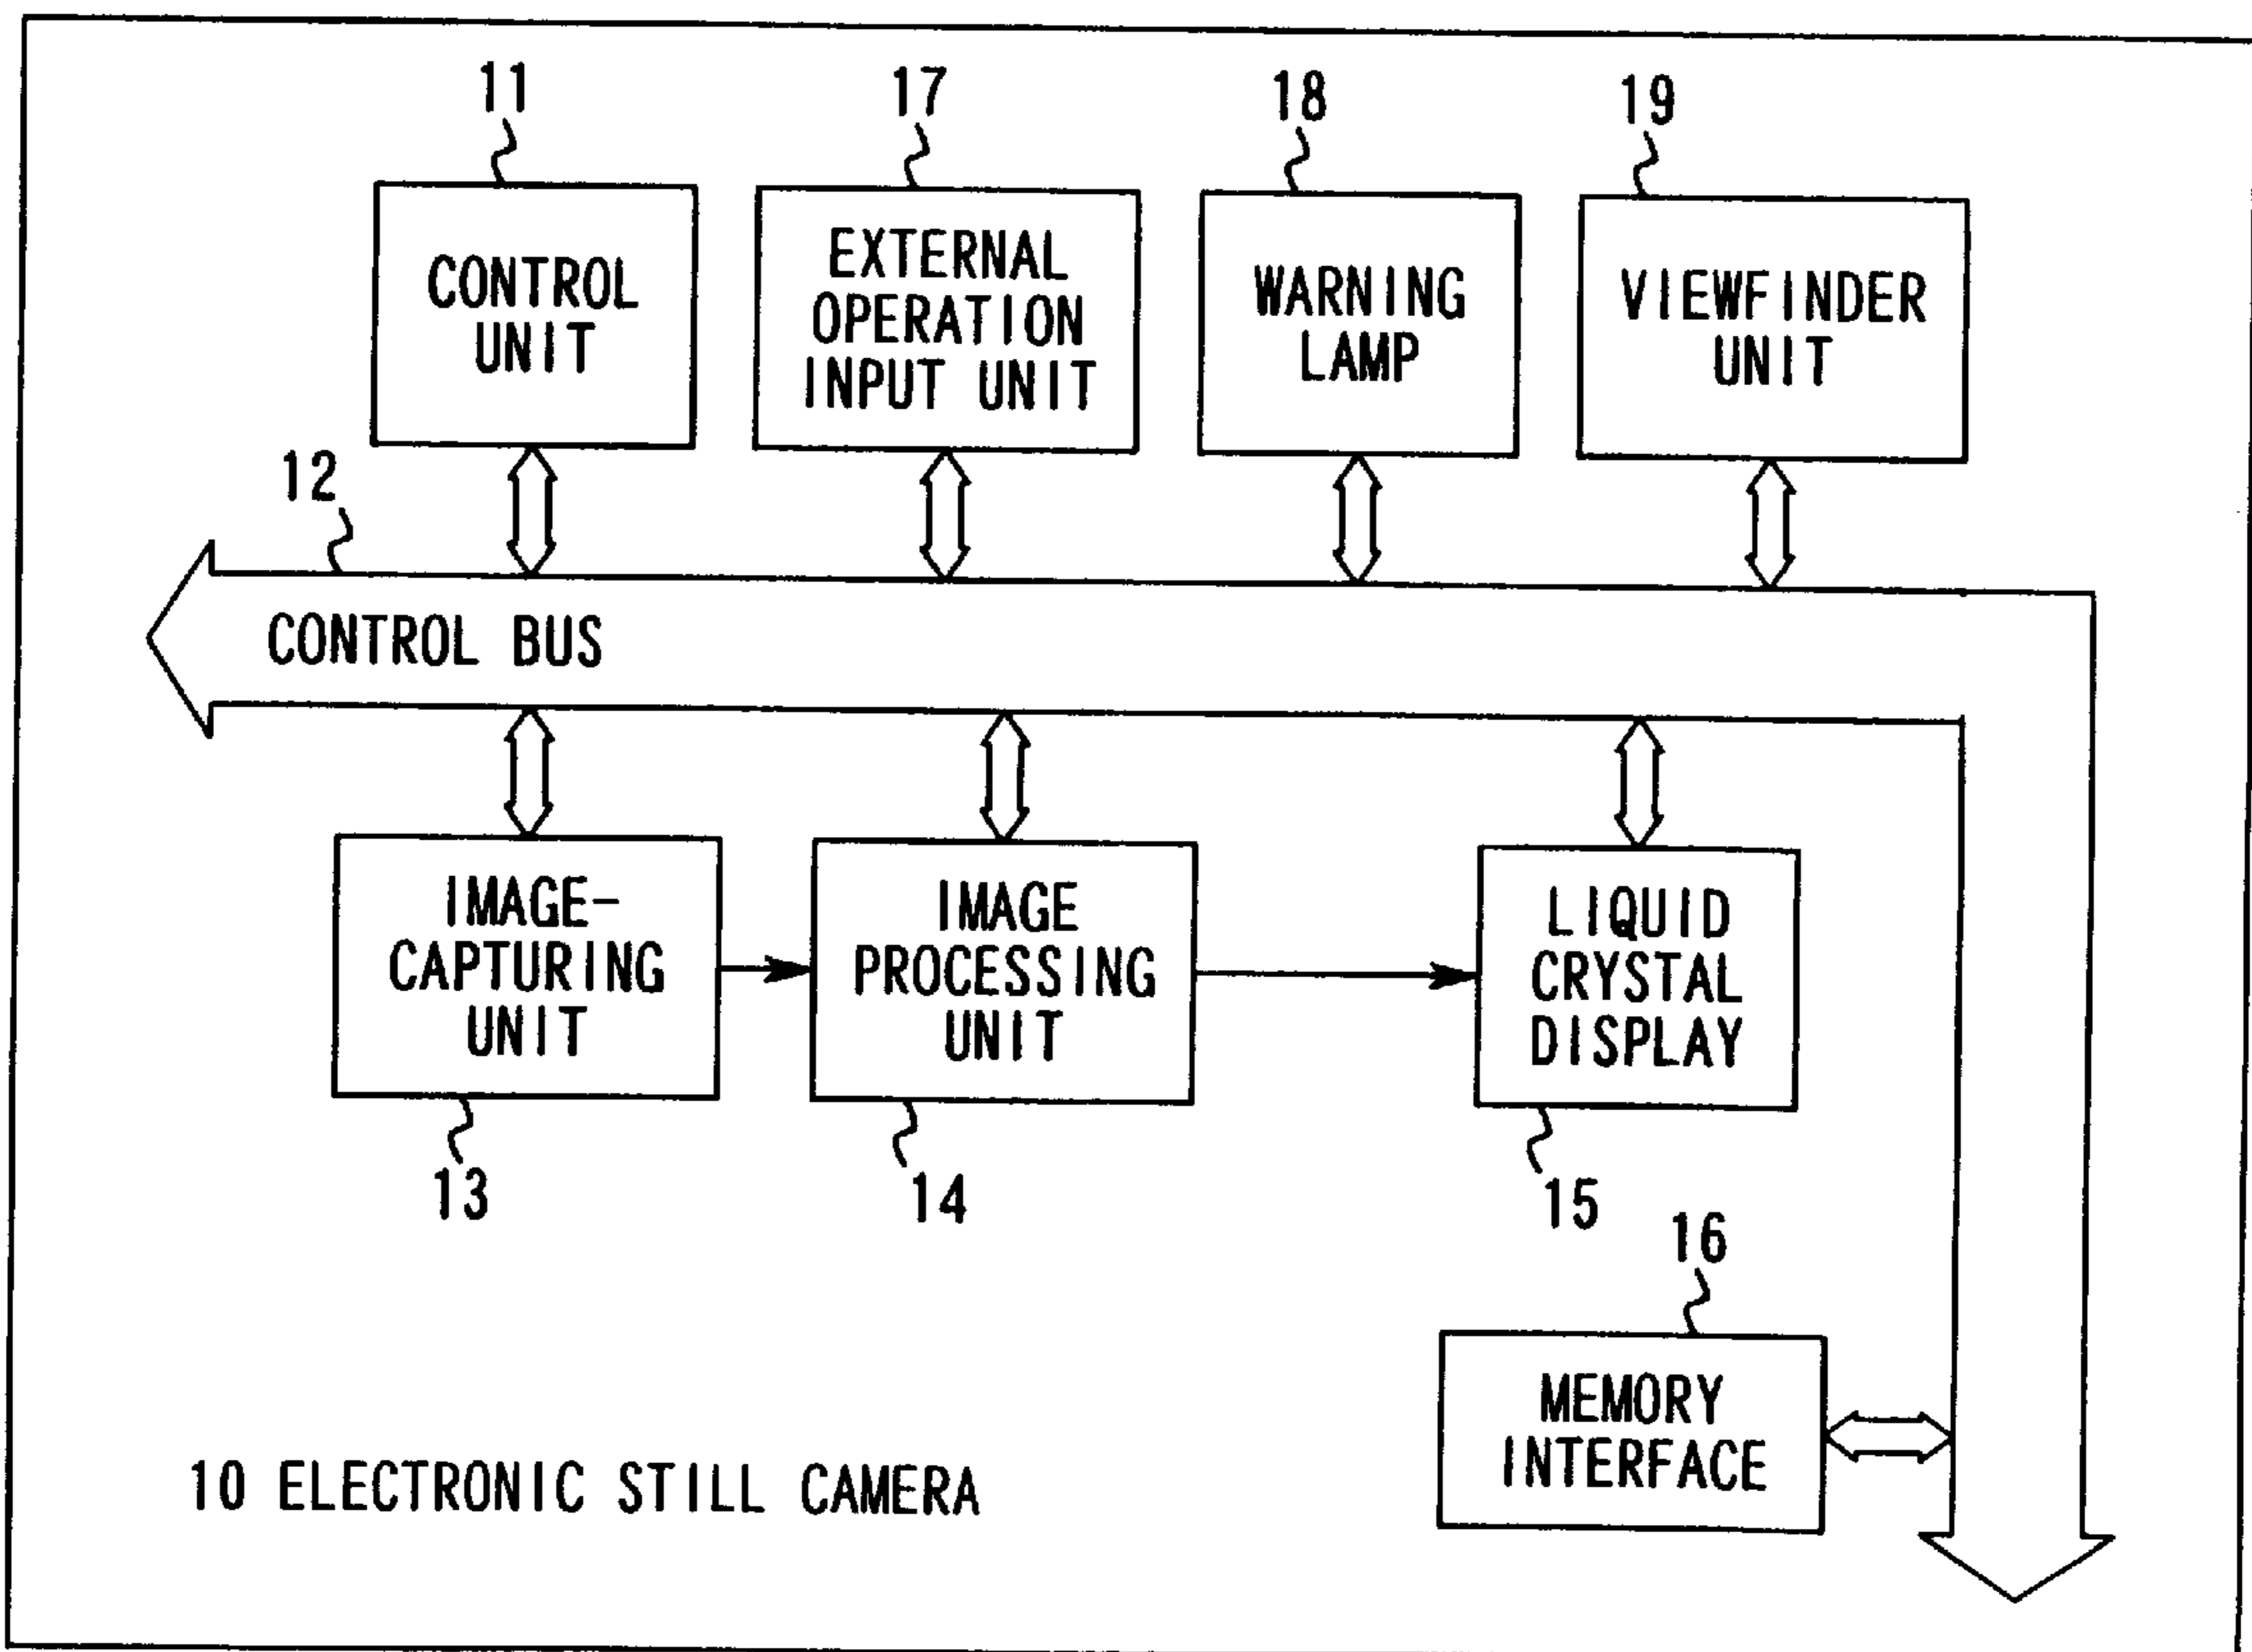 11
17
18
19
CONTROL
UNIT
EXTERNAL
OPERATION
INPUT UNIT
WARNING
LAMP
VIEWFINDER
UNIT
12
CONTROL BUS
IMAGE-
CAPTURING
UNIT
IMAGE
PROCESSING
UNIT
LIQUID
CRYSTAL
DISPLAY
13
14
15
16
MEMORY
INTERFACE
10 ELECTRONIC STILL CAMERA